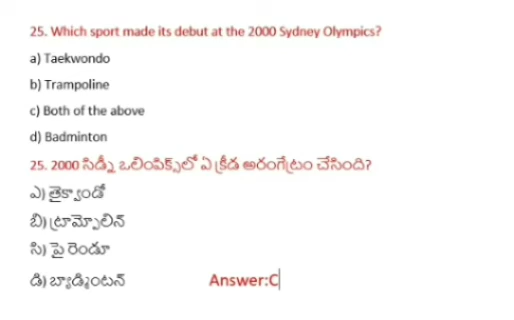 25. Which sport made its debut at the 2000 Sydney Olympics?
a) Taekwondo
b) Trampoline
c) Both of the above
d) Badminton
25. 2000 సిడ్నీ ఒలింపిక్స్‌లో ఏ క్రీడ అరంగేట్రం చేసింది?
ఎ) తైక్వాండో
బి) ట్రామ్పోలిన్
సి) పై రెండూ
డి) బ్యాడ్మింటన్ Answer:C